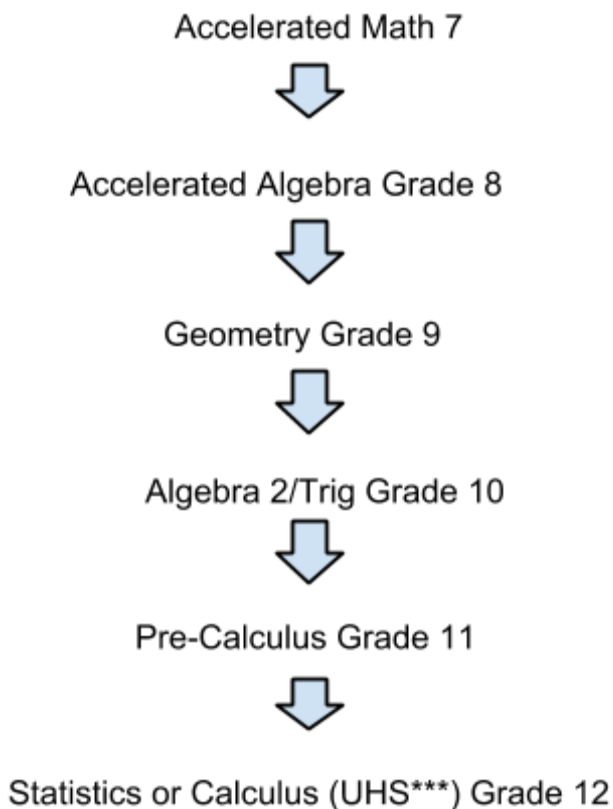 Accelerated Math 7
Accelerated Algebra Grade 8
Geometry Grade 9
Algebra 2/Trig Grade 10
Pre-Calculus Grade 11
Statistics or Calculus (UHS***) Grade 12